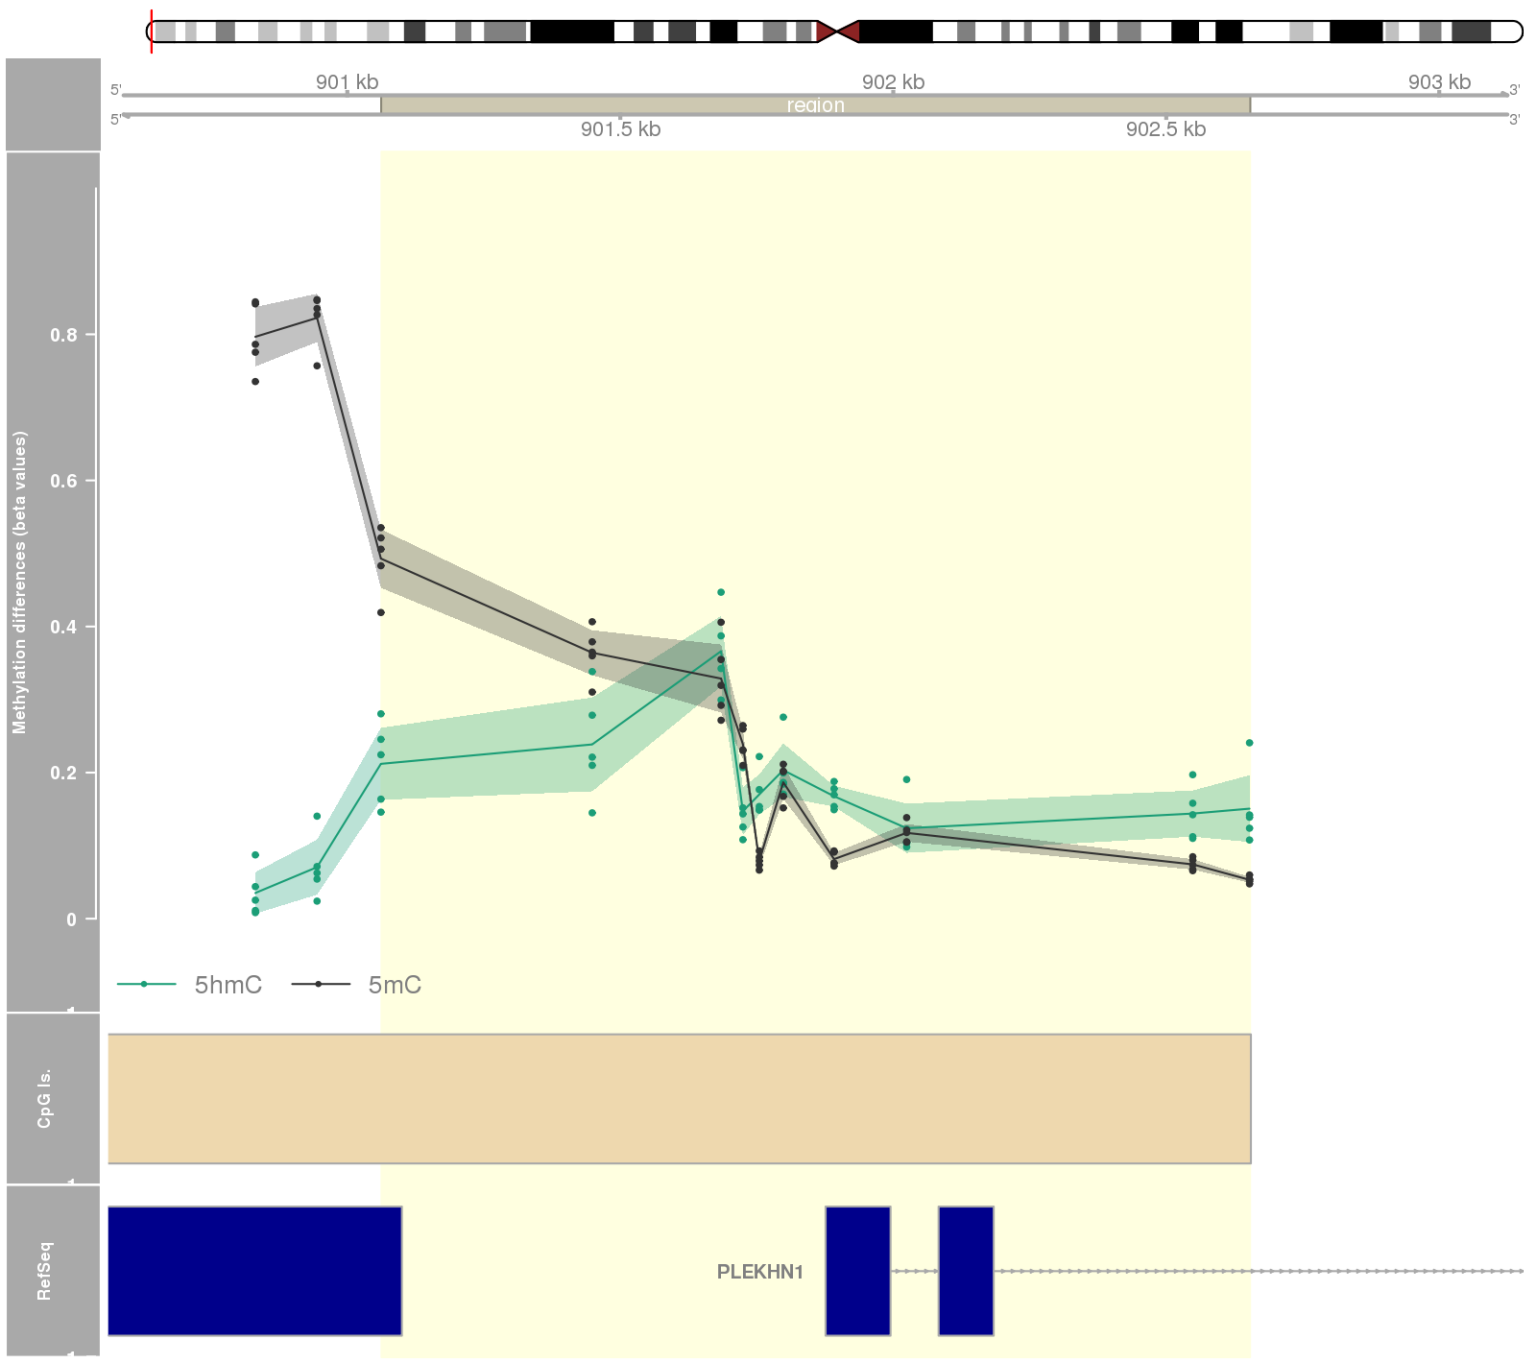 901 kb
902 kb
903 kb
5'
3'
region
5'
3'
901.5 kb
902.5 kb
Methylation differences (beta values)
0.8
0.6
0.4
0.2
0
5hmC
5mC
CpG Is.
RefSeq
PLEKHN1